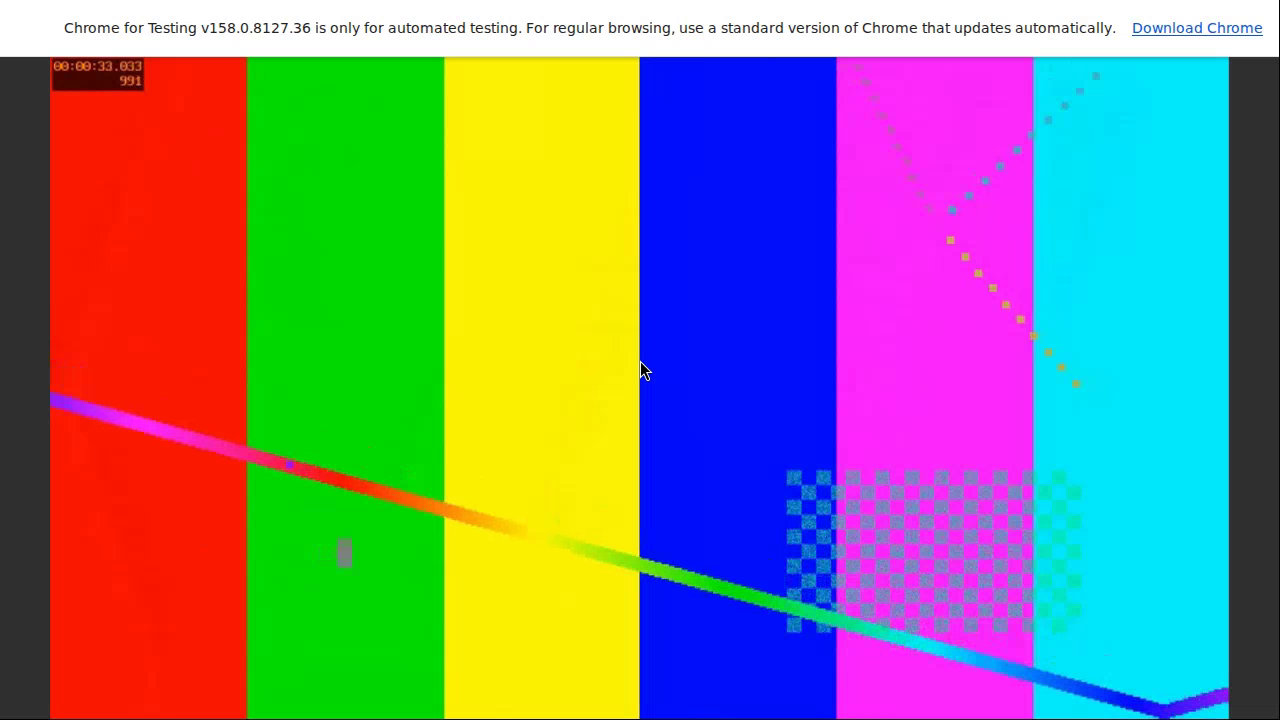 Chrome for Testing v158.0.8127.36 is only for automated testing. For regular browsing, use a standard version of Chrome that updates automatically. Download Chrome
00:00:33.033
991